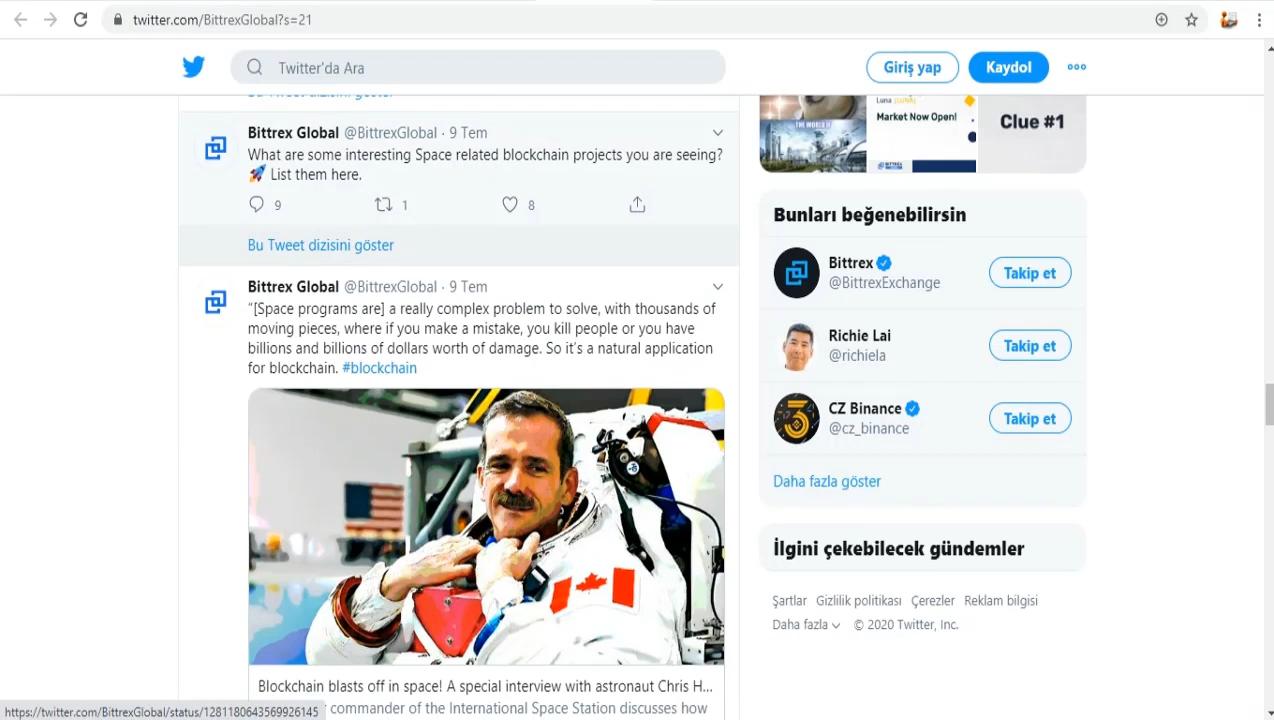 twitter.com/BittrexGlobal?s=21
Twitter'da Ara
Giriş yap
Kaydol
Bittrex Global @BittrexGlobal · 9 Tem
What are some interesting Space related blockchain projects you are seeing?
🚀 List them here.
9
1
8
Bu Tweet dizisini göster
Bittrex Global @BittrexGlobal · 9 Tem
“[Space programs are] a really complex problem to solve, with thousands of
moving pieces, where if you make a mistake, you kill people or you have
billions and billions of dollars worth of damage. So it’s a natural application
for blockchain. #blockchain
Blockchain blasts off in space! A special interview with astronaut Chris H...
commander of the International Space Station discusses how
https://twitter.com/BittrexGlobal/status/1281180643569926145
THE WORLD
Luna (LUNA)
Market Now Open!
BITTREX
Clue #1
Bunları beğenebilirsin
Bittrex
@BittrexExchange
Takip et
Richie Lai
@richiela
Takip et
CZ Binance
@cz_binance
Takip et
Daha fazla göster
İlgini çekebilecek gündemler
Şartlar Gizlilik politikası Çerezler Reklam bilgisi
Daha fazla © 2020 Twitter, Inc.